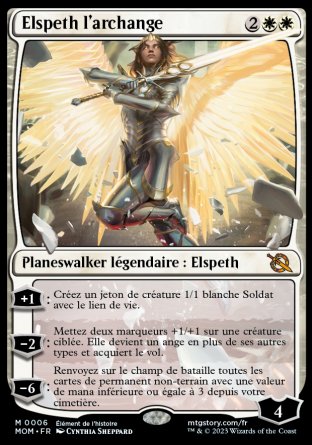 Elspeth l'archange 2
Planeswalker légendaire : Elspeth
+1 : Créez un jeton de créature 1/1 blanche Soldat
avec le lien de vie.
Mettez deux marqueurs +1/+1 sur une créature
-2 : ciblée. Elle devient un ange en plus de ses autres
types et acquiert le vol.
Renvoyez sur le champ de bataille toutes les
-6 : cartes de permanent non-terrain avec une valeur
de mana inférieure ou égale à 3 depuis votre
cimetière.
4
M 0006 Élément de l'histoire mtgstory.com/fr
MOM • FR Cynthia Sheppard ™ & © 2023 Wizards of the Coast